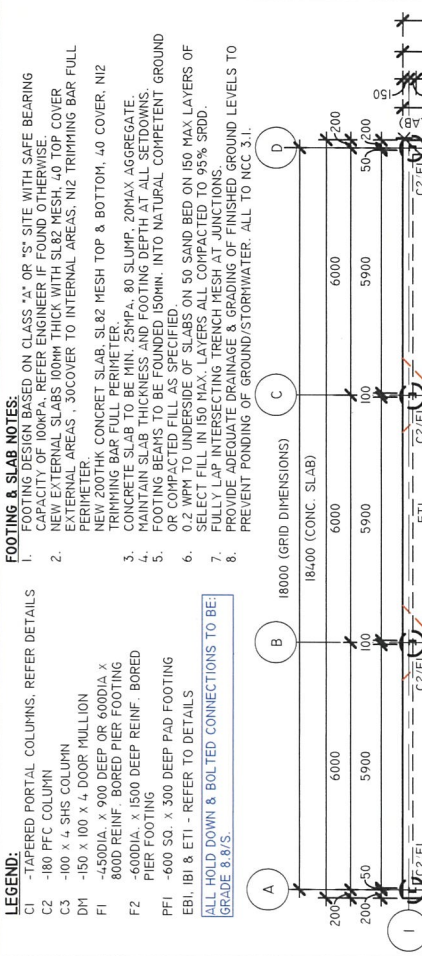 LEGEND:
C1 -TAPERED PORTAL COLUMNS, REFER DETAILS
C2 -180 PFC COLUMN
C3 -100 X 4 SHS COLUMN
DM -150 X 100 X 4 DOOR MULLION
F1 -450DIA. X 900 DEEP OR 600DIA X
800D REINF. BORED PIER FOOTING
F2 -600DIA. X 1500 DEEP REINF. BORED
PIER FOOTING
PF1 -600 SQ. X 300 DEEP PAD FOOTING
EB1, IB1 & ET1 - REFER TO DETAILS
ALL HOLD DOWN & BOLTED CONNECTIONS TO BE:
GRADE 8.8/S.
FOOTING & SLAB NOTES:
1. FOOTING DESIGN BASED ON CLASS "A" OR "S" SITE WITH SAFE BEARING
CAPACITY OF 100KPA, REFER ENGINEER IF FOUND OTHERWISE.
2. NEW EXTERNAL SLABS 100MM THICK WITH SL82 MESH, 40 TOP COVER
EXTERNAL AREAS , 30COVER TO INTERNAL AREAS, N12 TRIMMING BAR FULL
PERIMETER.
NEW 200THK CONCRET SLAB, SL82 MESH TOP & BOTTOM, 40 COVER, N12
TRIMMING BAR FULL PERIMETER.
3. CONCRETE SLAB TO BE MIN. 25MPA, 80 SLUMP, 20MAX AGGREGATE.
4. MAINTAIN SLAB THICKNESS AND FOOTING DEPTH AT ALL SETDOWNS.
5. FOOTING BEAMS TO BE FOUNDED 150MIN. INTO NATURAL COMPETENT GROUND
OR COMPACTED FILL AS SPECIFIED.
6. 0.2 WPM TO UNDERSIDE OF SLABS ON 50 SAND BED ON 150 MAX LAYERS OF
SELECT FILL IN 150 MAX. LAYERS ALL COMPACTED TO 95% SRDD.
7. FULLY LAP INTERSECTING TRENCH MESH AT JUNCTIONS.
8. PROVIDE ADEQUATE DRAINAGE & GRADING OF FINISHED GROUND LEVELS TO
PREVENT PONDING OF GROUND/STORMWATER. ALL TO NCC 3.1.
A B C D
18000 (GRID DIMENSIONS)
18400 (CONC. SLAB)
200 6000 6000 6000 200
200 50 5900 100 5900 100 5900 50 200
150
1
C2/F1 C2/F1 ET1 C2/F1